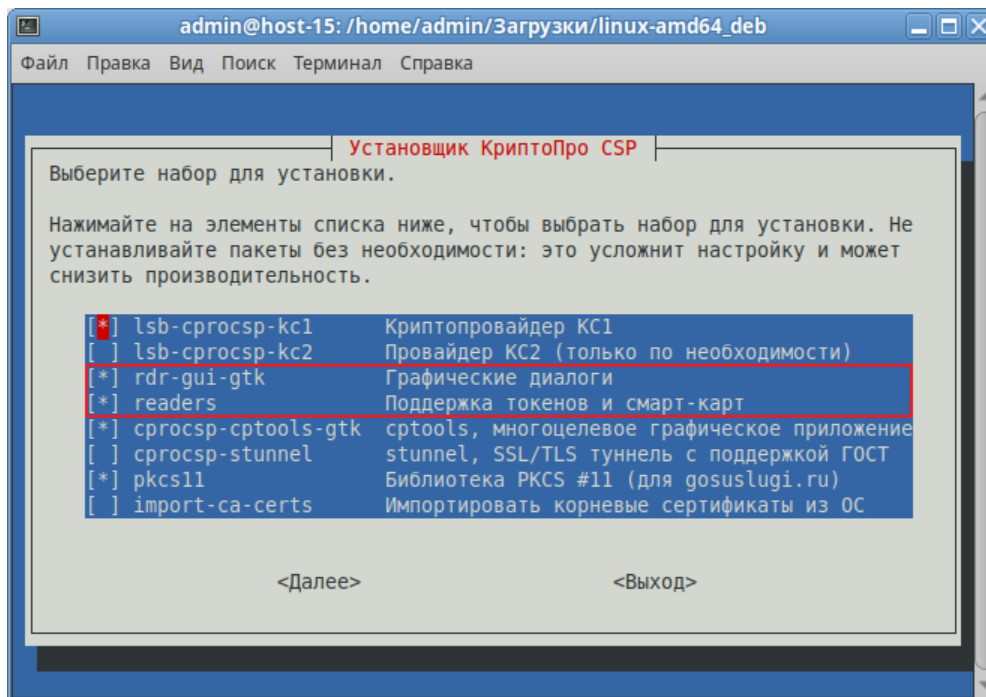 admin@host-15: /home/admin/Загрузки/linux-amd64_deb
Файл Правка Вид Поиск Терминал Справка
Установщик КриптоПро CSP
Выберите набор для установки.
Нажимайте на элементы списка ниже, чтобы выбрать набор для установки. Не
устанавливайте пакеты без необходимости: это усложнит настройку и может
снизить производительность.
[*] lsb-cprocsp-kc1 Криптопровайдер КС1
[ ] lsb-cprocsp-kc2 Провайдер КС2 (только по необходимости)
[*] rdr-gui-gtk Графические диалоги
[*] readers Поддержка токенов и смарт-карт
[*] cprocsp-cptools-gtk cptools, многоцелевое графическое приложение
[ ] cprocsp-stunnel stunnel, SSL/TLS туннель с поддержкой ГОСТ
[*] pkcs11 Библиотека PKCS #11 (для gosuslugi.ru)
[ ] import-ca-certs Импортировать корневые сертификаты из ОС
<Далее> <Выход>